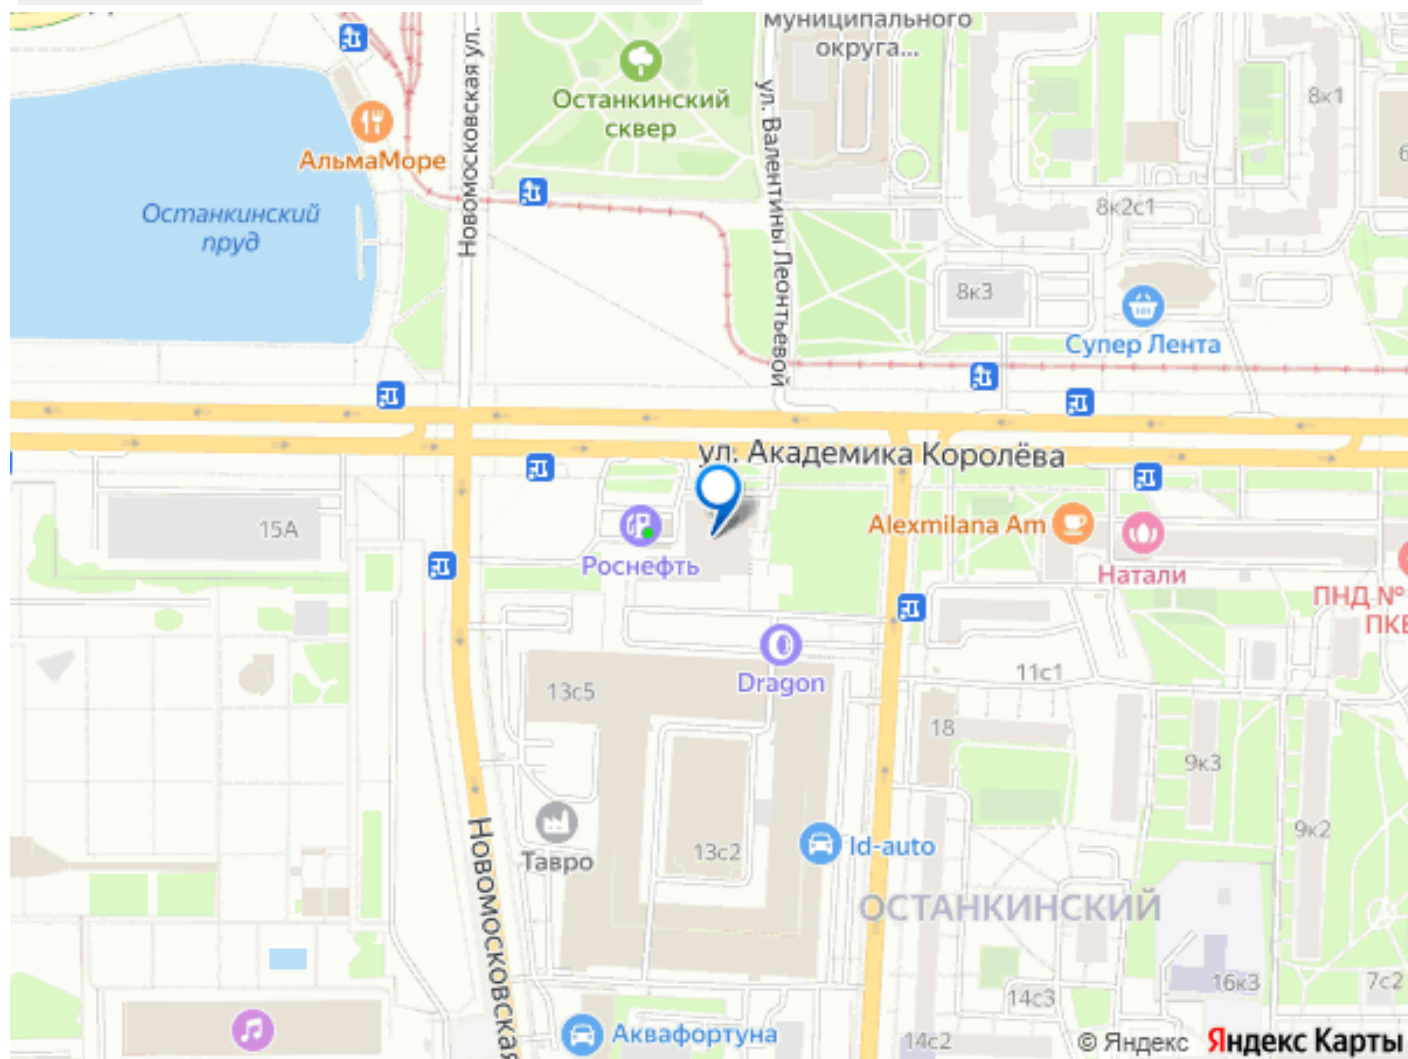 муниципального
округа...
Новомосковская ул.
Останкинский
сквер
ул. Валентины Леонтьевой
8к1
АльмаМоре
Останкинский
пруд
8к2с1
8к3
Супер Лента
ул. Академика Королёва
15А
Роснефть
Alexmilana Am
Натали
ПНД №
Dragon
11с1
13с5
18
9к3
Новомосковская
Тавро
13с2
Id-auto
9к2
ОСТАНКИНСКИЙ
16к3
7с2
14с3
14с2
Аквафортуна
© Яндекс Яндекс Карты